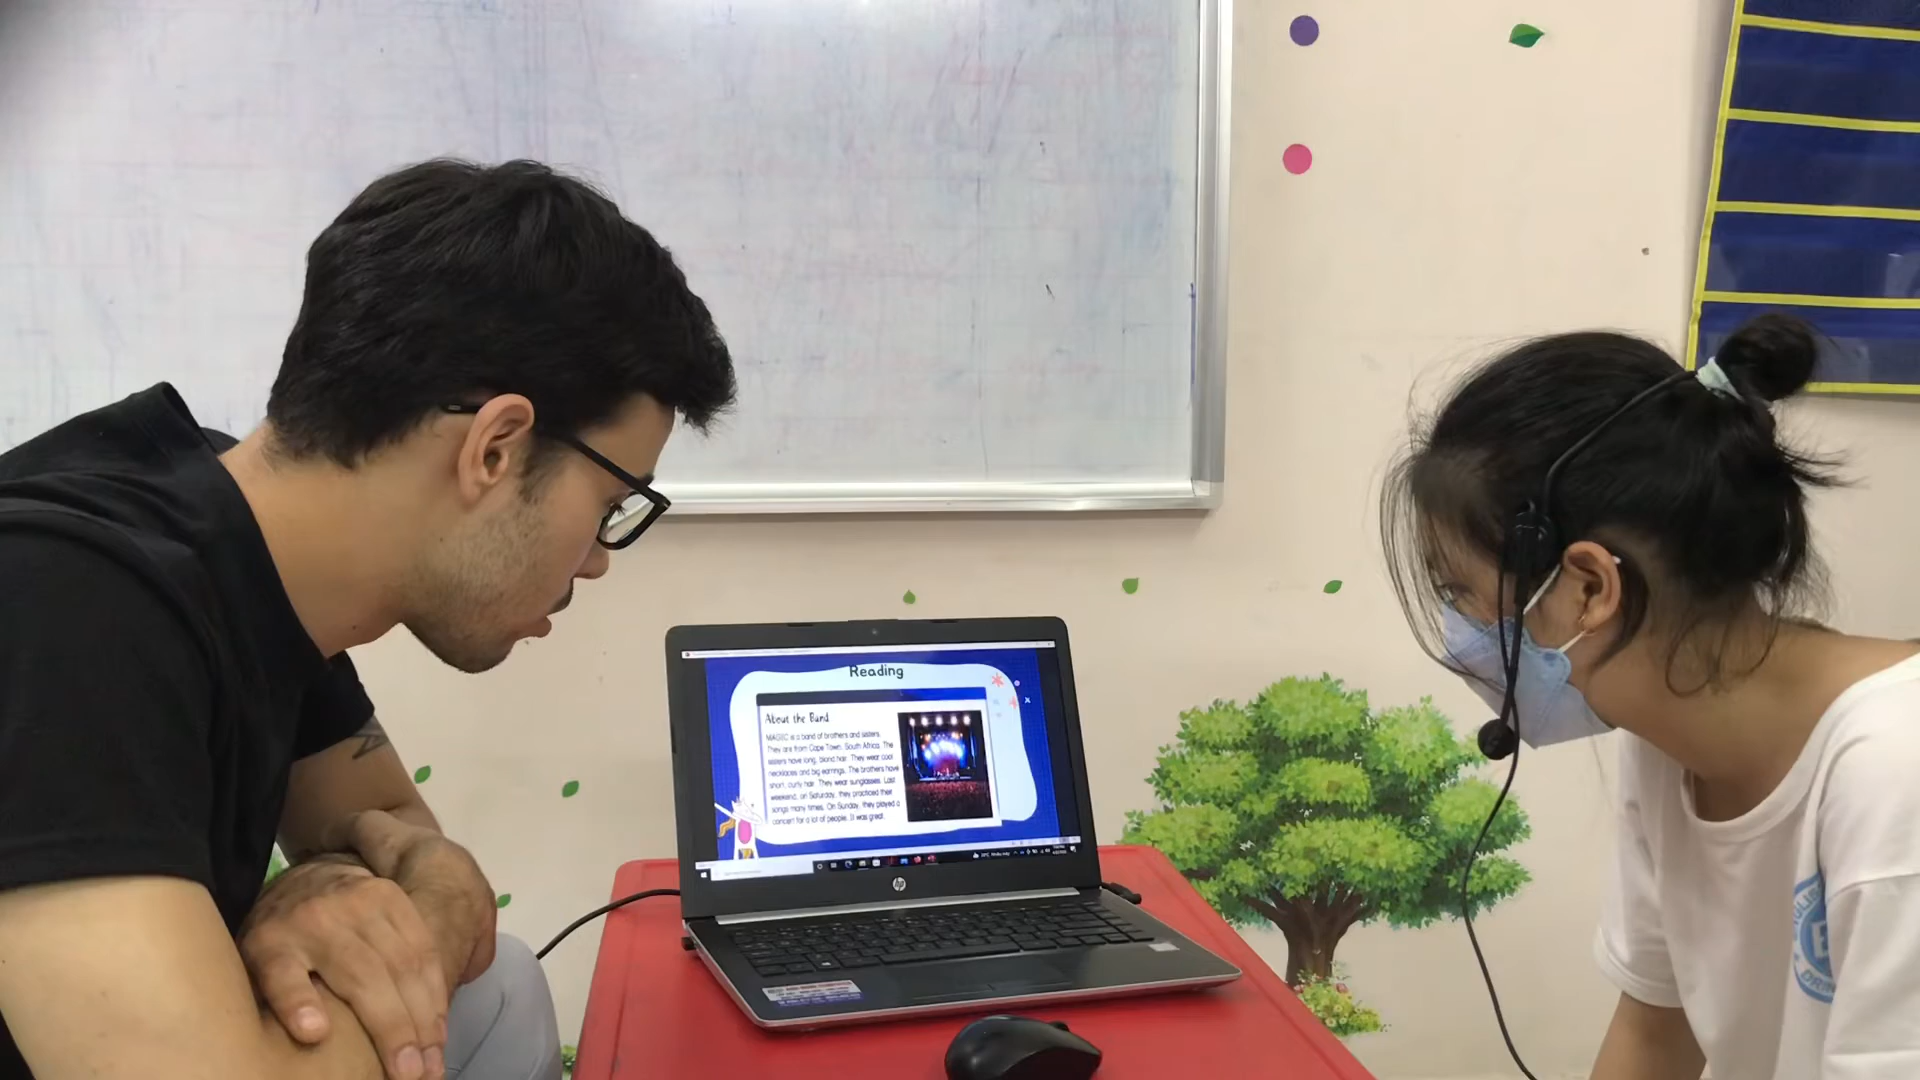 Reading
About the Band
MAGIC is a band of brothers and sisters.
They are from Cape Town, South Africa. The
sisters have long, blond hair. They wear cool
necklaces and big earrings. The brothers have
short, curly hair. They wear sunglasses. Last
weekend, on Saturday, they practiced their
songs many times. On Sunday, they played a
concert for a lot of people. It was great.
hp